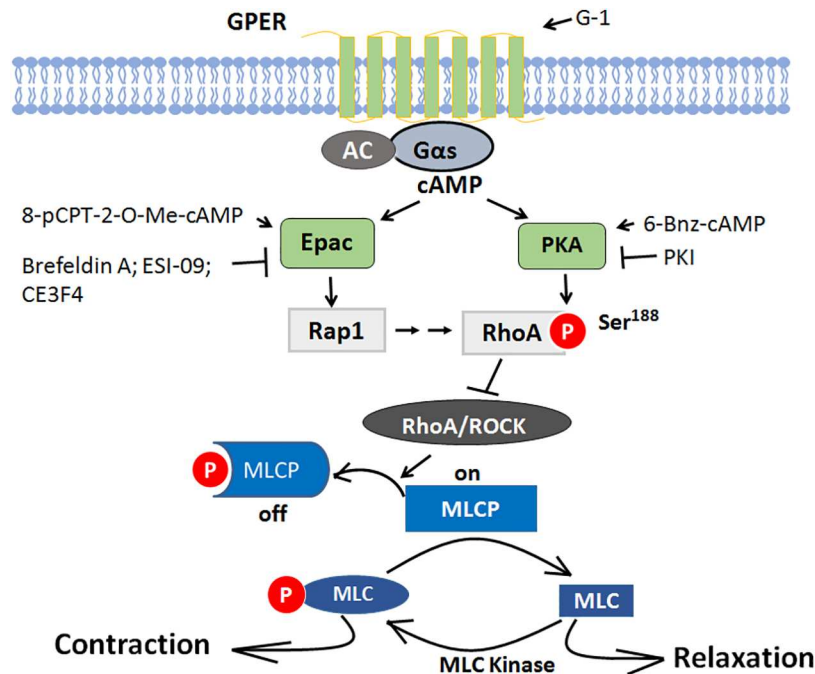 GPER
G-1
AC
Gαs
cAMP
8-pCPT-2-O-Me-cAMP
Epac
PKA
6-Bnz-cAMP
PKI
Brefeldin A; ESI-09;
CE3F4
Rap1
RhoA
P
Ser¹⁸⁸
RhoA/ROCK
P
MLCP
off
on
MLCP
P
MLC
MLC
Contraction
MLC Kinase
Relaxation